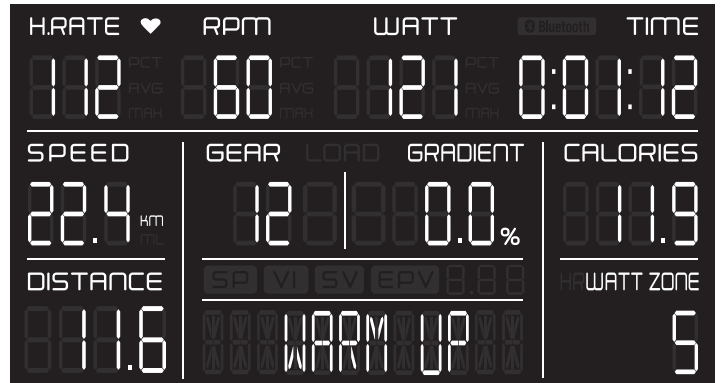 H.RATE ♥ RPM WATT Bluetooth TIME
PCT PCT PCT
AVG AVG AVG
MAX MAX MAX
112 60 121 0:01:12
SPEED GEAR LOAD GRADIENT CALORIES
22.4 KM ML 12 0.0% 11.9
DISTANCE SP VI SV EPV 8.88 HR WATT ZONE
11.6 WARM UP 5